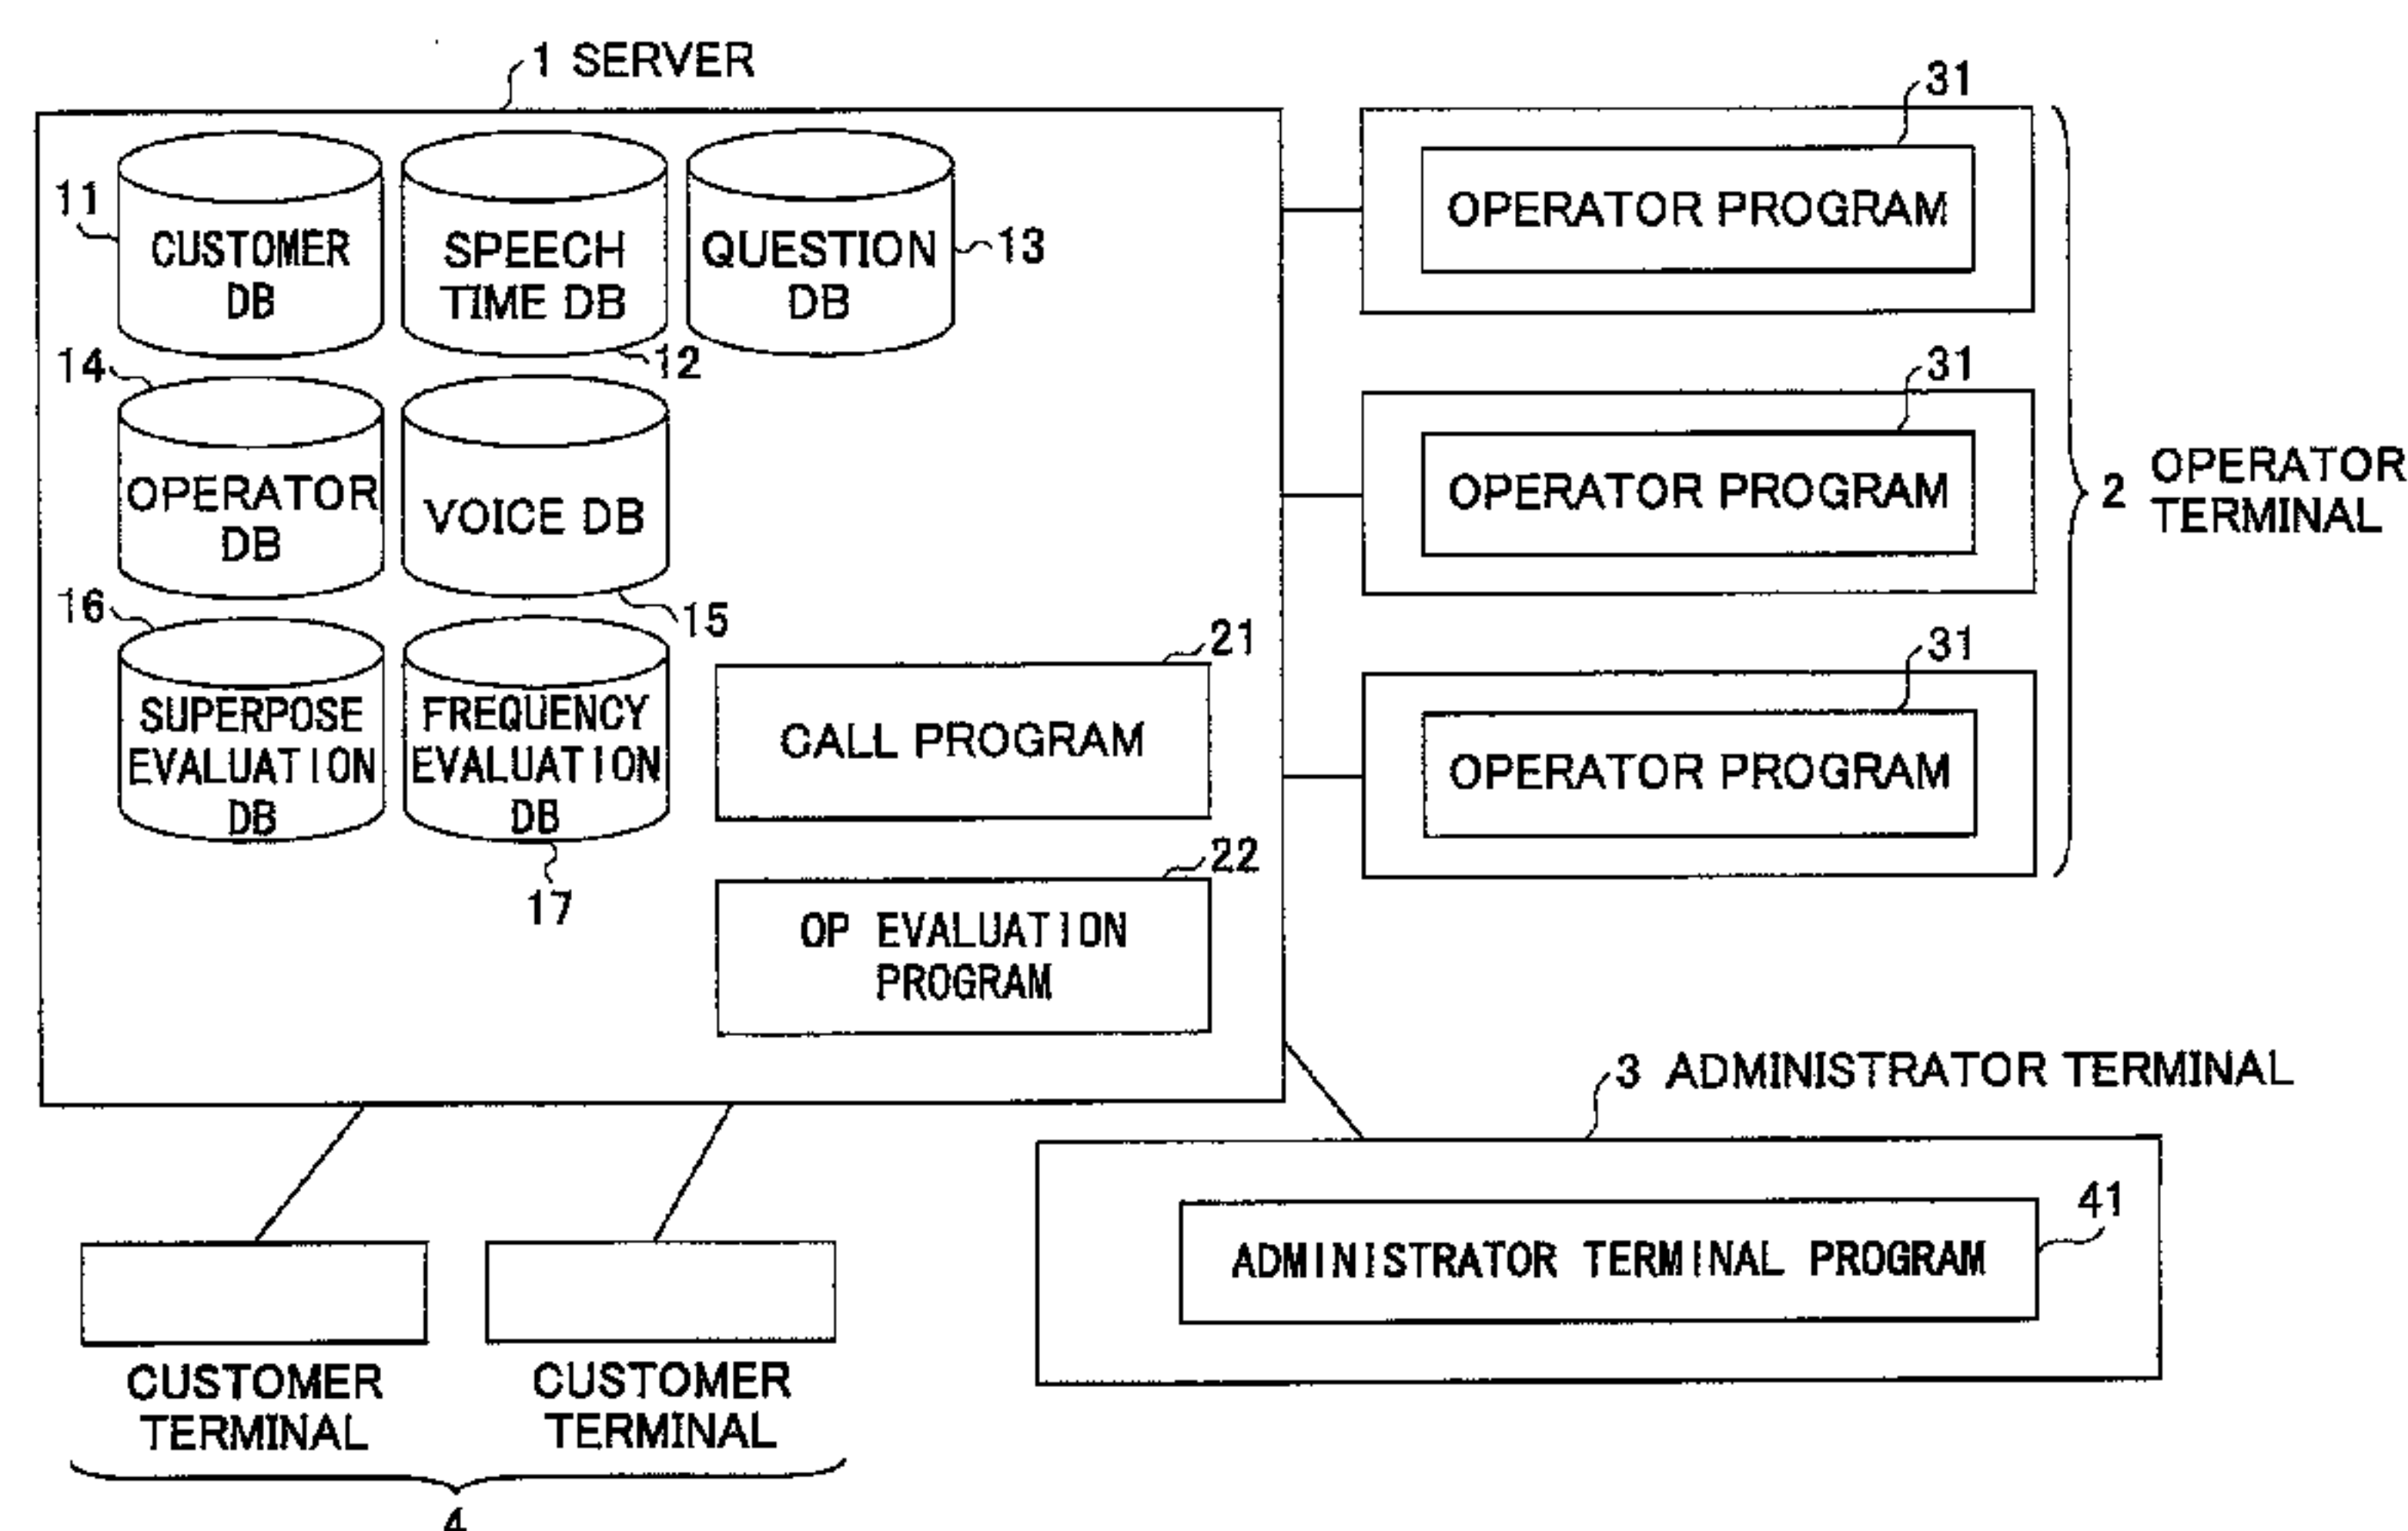 1 SERVER
31
11
CUSTOMER
DB
SPEECH
TIME DB
QUESTION
DB
13
OPERATOR PROGRAM
14
12
31
OPERATOR
DB
VOICE DB
OPERATOR PROGRAM
2 OPERATOR
TERMINAL
16
15
21
31
SUPERPOSE
EVALUATION
DB
FREQUENCY
EVALUATION
DB
CALL PROGRAM
OPERATOR PROGRAM
17
22
OP EVALUATION
PROGRAM
3 ADMINISTRATOR TERMINAL
41
ADMINISTRATOR TERMINAL PROGRAM
CUSTOMER
TERMINAL
CUSTOMER
TERMINAL
4